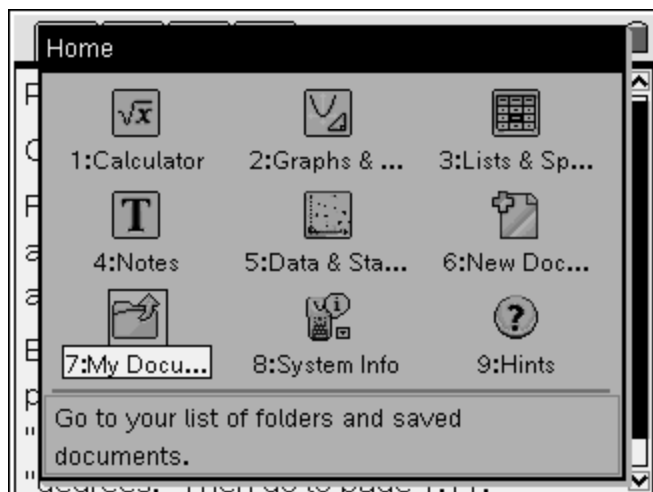 Home
1:Calculator
2:Graphs & ...
3:Lists & Sp...
4:Notes
5:Data & Sta...
6:New Doc...
7:My Docu...
8:System Info
9:Hints
Go to your list of folders and saved
documents.